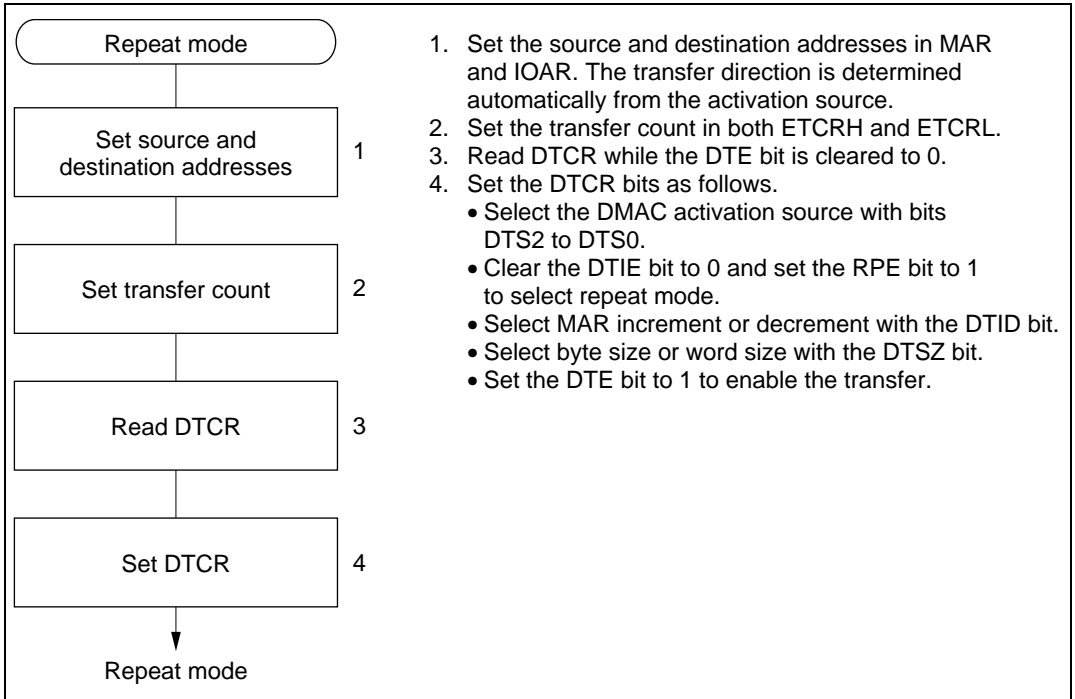 Repeat mode
Set source and
destination addresses
1
Set transfer count
2
Read DTCR
3
Set DTCR
4
Repeat mode
1. Set the source and destination addresses in MAR
and IOAR. The transfer direction is determined
automatically from the activation source.
2. Set the transfer count in both ETCRH and ETCRL.
3. Read DTCR while the DTE bit is cleared to 0.
4. Set the DTCR bits as follows.
• Select the DMAC activation source with bits
DTS2 to DTS0.
• Clear the DTIE bit to 0 and set the RPE bit to 1
to select repeat mode.
• Select MAR increment or decrement with the DTID bit.
• Select byte size or word size with the DTSZ bit.
• Set the DTE bit to 1 to enable the transfer.